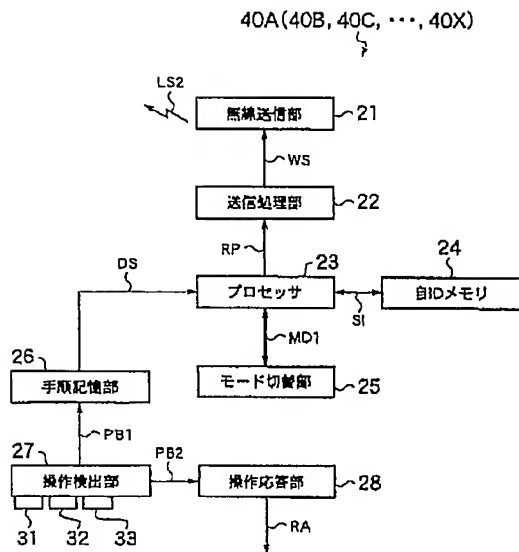 40A(40B, 40C, ···, 40X)
LS2
無線送信部
21
WS
送信処理部
22
RP
DS
23
プロセッサ
24
自IDメモリ
SI
MD1
26
手順記憶部
モード切替部
25
PB1
27
操作検出部
PB2
操作応答部
28
31
32
33
RA